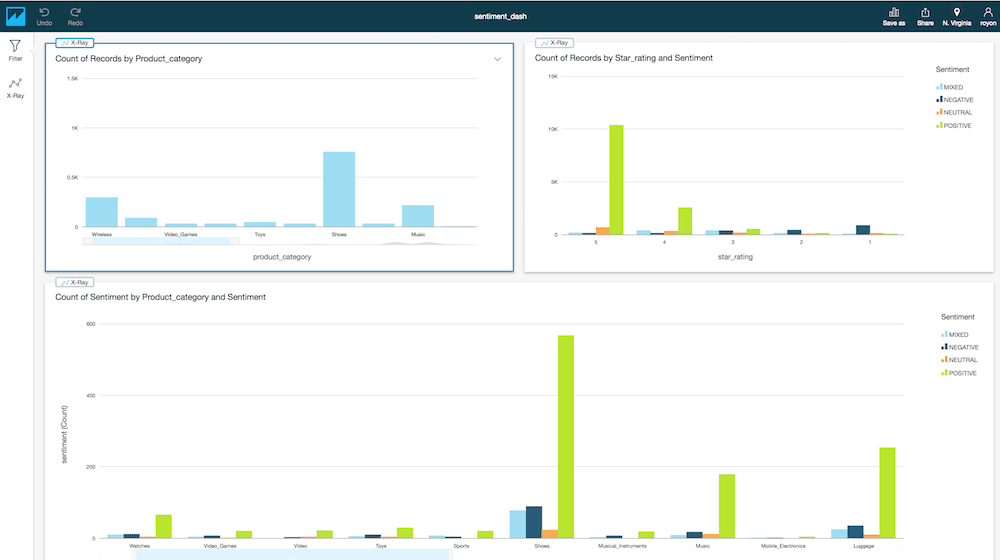 sentiment_dash
Undo
Redo
Save as
Share
N. Virginia
royon
Filter
X-Ray
X-Ray
Count of Records by Product_category
1.5K
1K
0.5K
0
Wireless
Video_Games
Toys
Shoes
Music
product_category
X-Ray
Count of Records by Star_rating and Sentiment
15K
10K
5K
0
5
4
3
2
1
star_rating
Sentiment
MIXED
NEGATIVE
NEUTRAL
POSITIVE
X-Ray
Count of Sentiment by Product_category and Sentiment
600
400
200
0
sentiment (Count)
Watches
Video_Games
Video
Toys
Sports
Shoes
Musical_Instruments
Music
Mobile_Electronics
Luggage
Sentiment
MIXED
NEGATIVE
NEUTRAL
POSITIVE